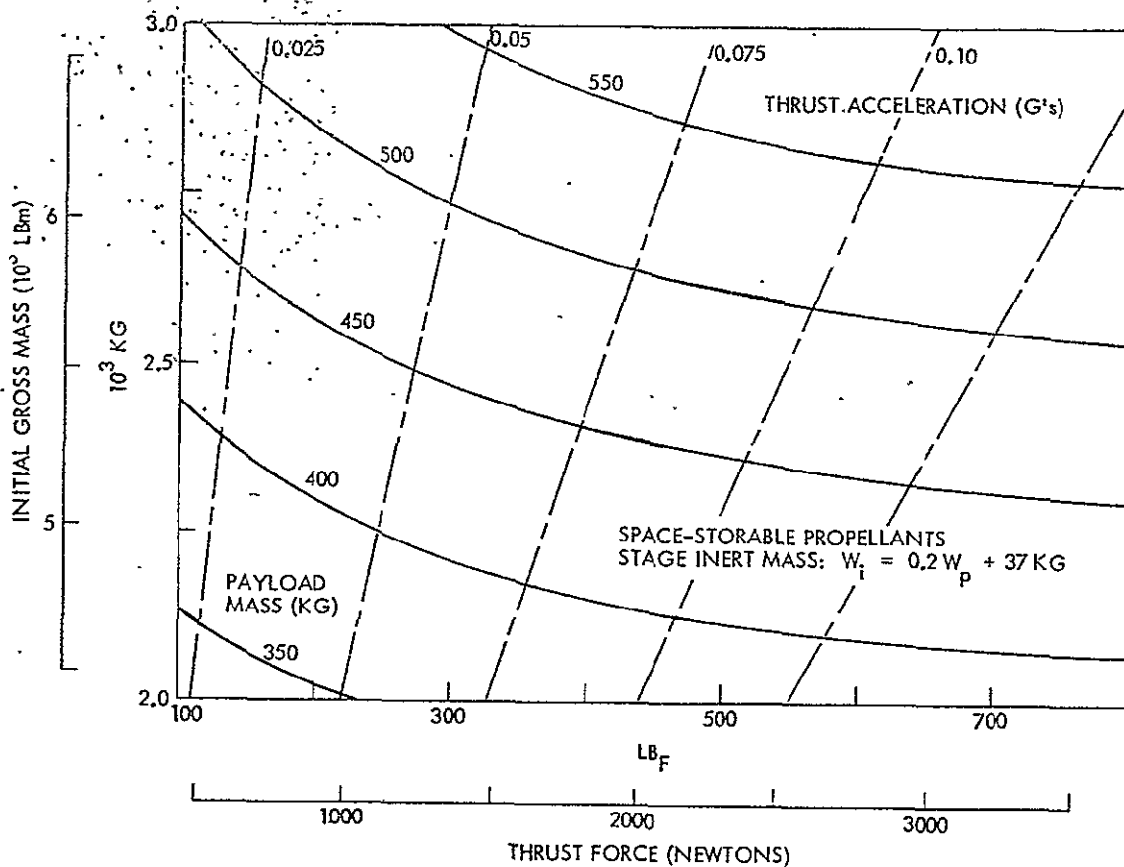 3.0
0.025
0.05
0.075
0.10
550
THRUST ACCELERATION (G's)
500
6
INITIAL GROSS MASS (10³ LBm)
10³ KG
450
2.5
400
5
SPACE-STORABLE PROPELLANTS
STAGE INERT MASS: Wi = 0.2 Wp + 37 KG
PAYLOAD
MASS (KG)
350
2.0
100
300
500
700
LBF
1000
2000
3000
THRUST FORCE (NEWTONS)